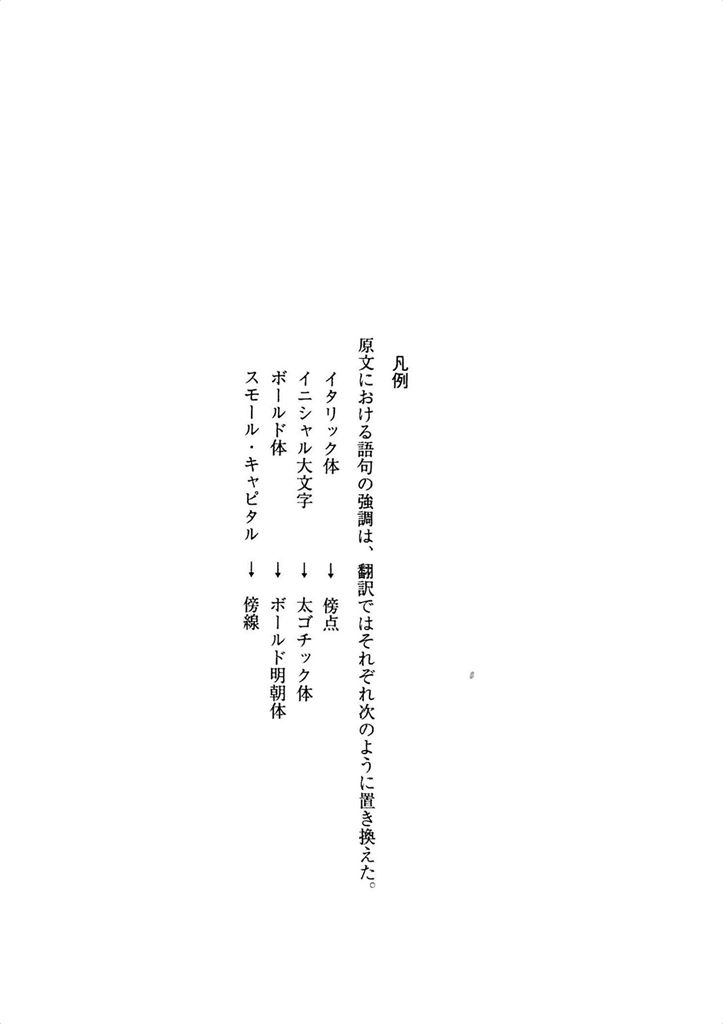 凡例
原文における語句の強調は、翻訳ではそれぞれ次のように置き換えた。
イタリック体 → 傍点
イニシャル大文字 → 太ゴチック体
ボールド体 → ボールド明朝体
スモール・キャピタル → 傍線